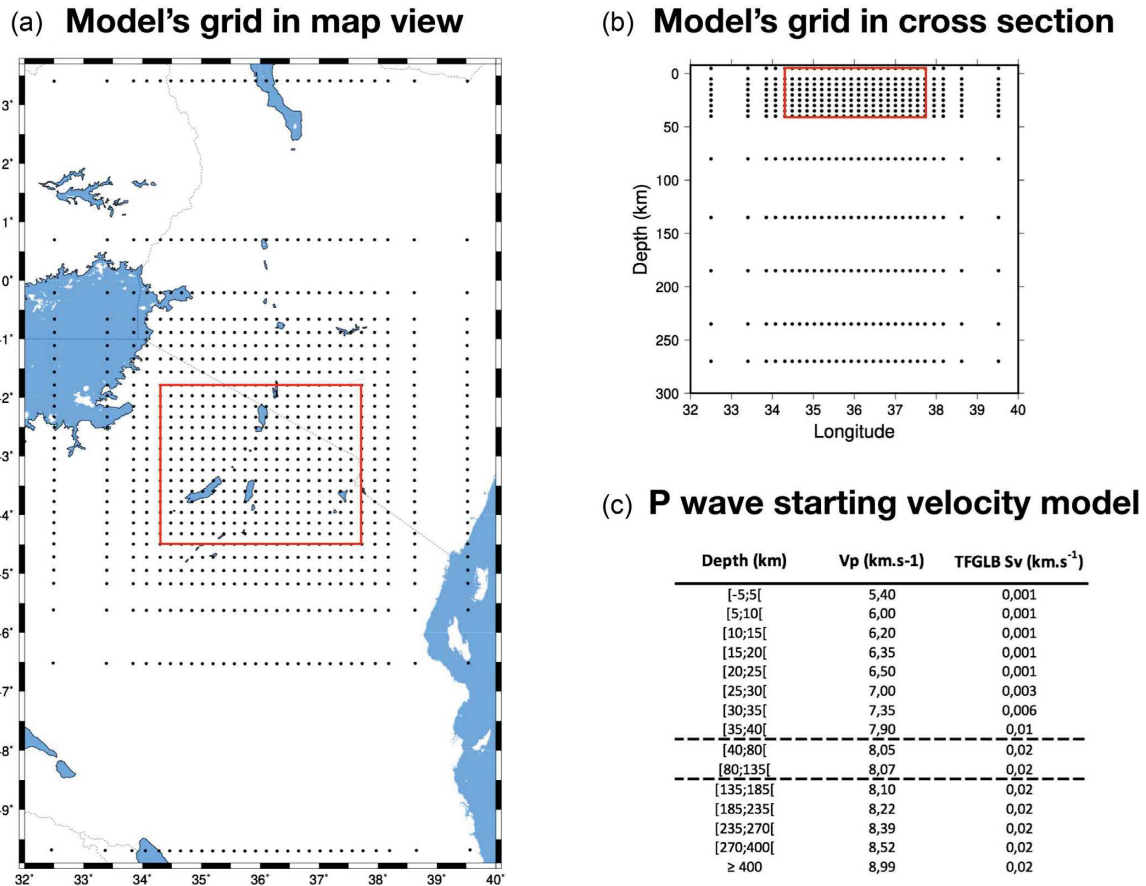 (a) Model's grid in map view
3˚
2˚
1˚
0˚
-1˚
-2˚
-3˚
-4˚
-5˚
-6˚
-7˚
-8˚
-9˚
32˚ 33˚ 34˚ 35˚ 36˚ 37˚ 38˚ 39˚ 40˚
(b) Model's grid in cross section
0
50
100
150
200
250
300
Depth (km)
32 33 34 35 36 37 38 39 40
Longitude
(c) P wave starting velocity model
Depth (km) Vp (km.s-1) TFGLB Sv (km.s⁻¹)
[-5;5[ 5,40 0,001
[5;10[ 6,00 0,001
[10;15[ 6,20 0,001
[15;20[ 6,35 0,001
[20;25[ 6,50 0,001
[25;30[ 7,00 0,003
[30;35[ 7,35 0,006
[35;40[ 7,90 0,01
[40;80[ 8,05 0,02
[80;135[ 8,07 0,02
[135;185[ 8,10 0,02
[185;235[ 8,22 0,02
[235;270[ 8,39 0,02
[270;400[ 8,52 0,02
≥ 400 8,99 0,02